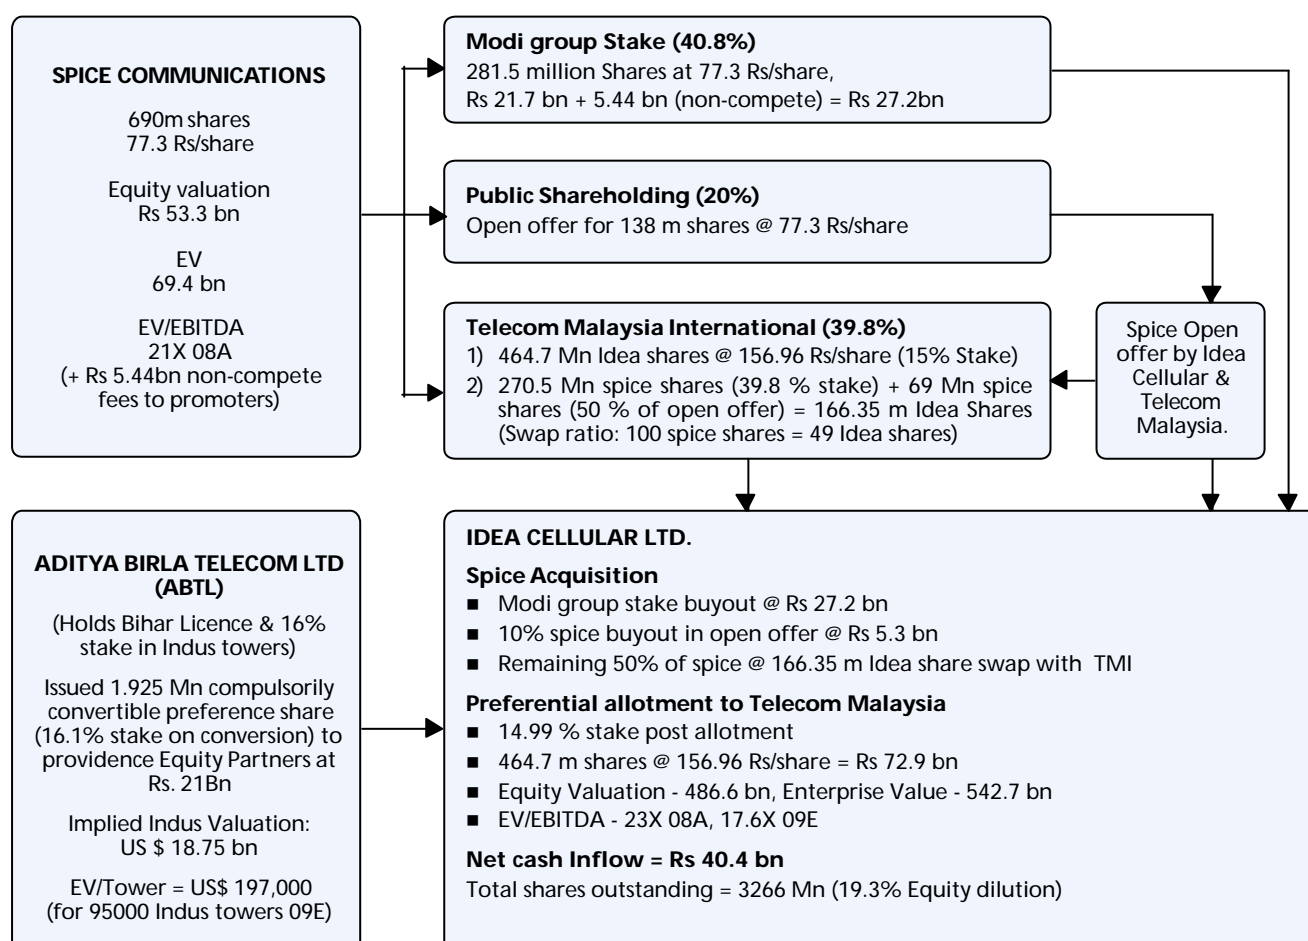 SPICE COMMUNICATIONS
690m shares
77.3 Rs/share
Equity valuation
Rs 53.3 bn
EV
69.4 bn
EV/EBITDA
21X 08A
(+ Rs 5.44bn non-compete
fees to promoters)
Modi group Stake (40.8%)
281.5 million Shares at 77.3 Rs/share,
Rs 21.7 bn + 5.44 bn (non-compete) = Rs 27.2bn
Public Shareholding (20%)
Open offer for 138 m shares @ 77.3 Rs/share
Telecom Malaysia International (39.8%)
1) 464.7 Mn Idea shares @ 156.96 Rs/share (15% Stake)
2) 270.5 Mn spice shares (39.8 % stake) + 69 Mn spice
shares (50 % of open offer) = 166.35 m Idea Shares
(Swap ratio: 100 spice shares = 49 Idea shares)
Spice Open
offer by Idea
Cellular &
Telecom
Malaysia.
ADITYA BIRLA TELECOM LTD
(ABTL)
(Holds Bihar Licence & 16%
stake in Indus towers)
Issued 1.925 Mn compulsorily
convertible preference share
(16.1% stake on conversion) to
providence Equity Partners at
Rs. 21Bn
Implied Indus Valuation:
US $ 18.75 bn
EV/Tower = US$ 197,000
(for 95000 Indus towers 09E)
IDEA CELLULAR LTD.
Spice Acquisition
■ Modi group stake buyout @ Rs 27.2 bn
■ 10% spice buyout in open offer @ Rs 5.3 bn
■ Remaining 50% of spice @ 166.35 m Idea share swap with TMI
Preferential allotment to Telecom Malaysia
■ 14.99 % stake post allotment
■ 464.7 m shares @ 156.96 Rs/share = Rs 72.9 bn
■ Equity Valuation - 486.6 bn, Enterprise Value - 542.7 bn
■ EV/EBITDA - 23X 08A, 17.6X 09E
Net cash Inflow = Rs 40.4 bn
Total shares outstanding = 3266 Mn (19.3% Equity dilution)